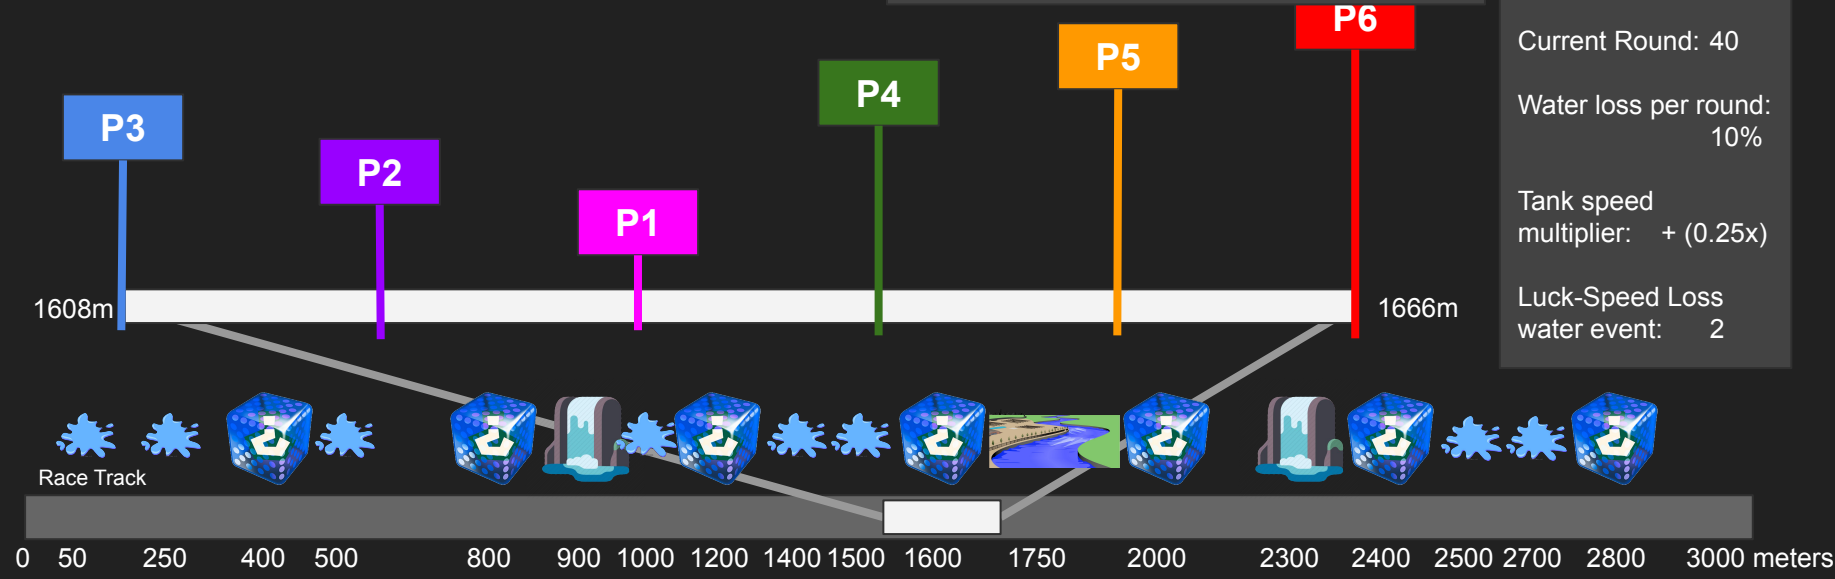 P6
Current Round: 40
P5
P4
Water loss per round:
10%
P3
P2
Tank speed
multiplier: + (0.25x)
P1
1608m
1666m
Luck-Speed Loss
water event: 2
Race Track
0 50 250 400 500 800 900 1000 1200 1400 1500 1600 1750 2000 2300 2400 2500 2700 2800 3000 meters